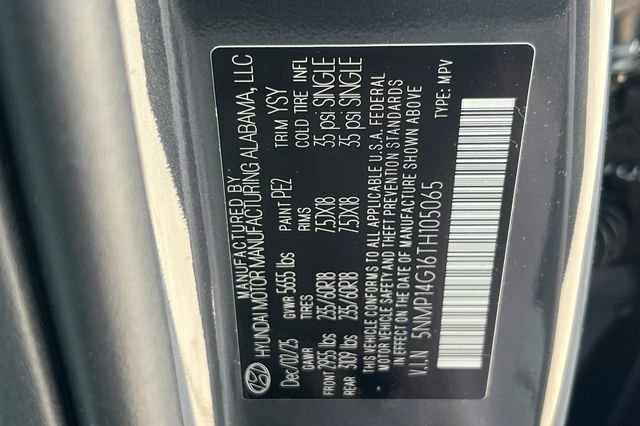 MANUFACTURED BY:
HYUNDAI MOTOR MANUFACTURING ALABAMA, LLC
Dec/02/25 GVWR 5655 lbs PAINT PE2 TRIM YSY
GAWR TIRES RIMS COLD TIRE INFL
FRONT 2955 lbs 235/60R18 7.5JX18 35 psi SINGLE
REAR 3109 lbs 235/60R18 7.5JX18 35 psi SINGLE
THIS VEHICLE CONFORMS TO ALL APPLICABLE U.S.A. FEDERAL
MOTOR VEHICLE SAFETY AND THEFT PREVENTION STANDARDS
IN EFFECT ON THE DATE OF MANUFACTURE SHOWN ABOVE
V.I.N 5NMP14G16TH105065 TYPE: MPV